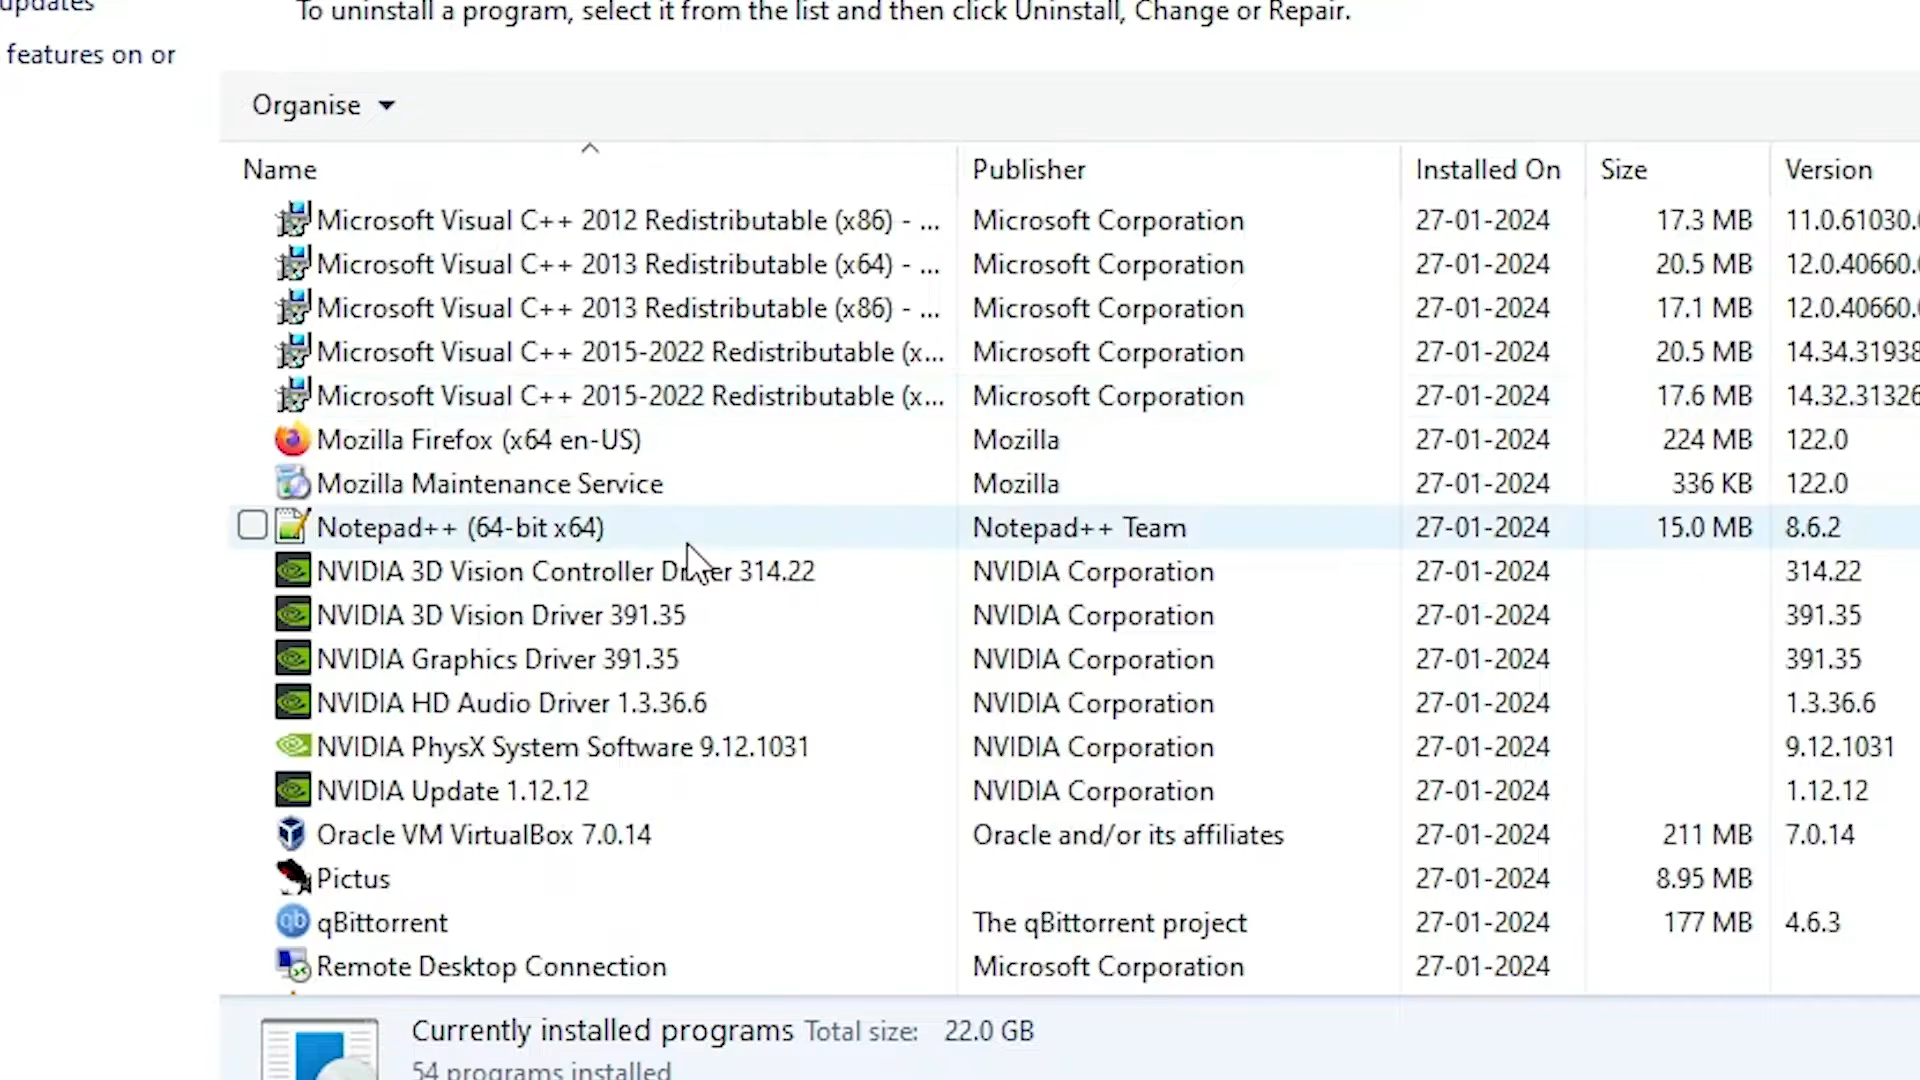 updates
To uninstall a program, select it from the list and then click Uninstall, Change or Repair.
features on or
Organise
Name Publisher Installed On Size Version
Microsoft Visual C++ 2012 Redistributable (x86) - ... Microsoft Corporation 27-01-2024 17.3 MB 11.0.61030.0
Microsoft Visual C++ 2013 Redistributable (x64) - ... Microsoft Corporation 27-01-2024 20.5 MB 12.0.40660.0
Microsoft Visual C++ 2013 Redistributable (x86) - ... Microsoft Corporation 27-01-2024 17.1 MB 12.0.40660.0
Microsoft Visual C++ 2015-2022 Redistributable (x... Microsoft Corporation 27-01-2024 20.5 MB 14.34.31938
Microsoft Visual C++ 2015-2022 Redistributable (x... Microsoft Corporation 27-01-2024 17.6 MB 14.32.31326
Mozilla Firefox (x64 en-US) Mozilla 27-01-2024 224 MB 122.0
Mozilla Maintenance Service Mozilla 27-01-2024 336 KB 122.0
Notepad++ (64-bit x64) Notepad++ Team 27-01-2024 15.0 MB 8.6.2
NVIDIA 3D Vision Controller Driver 314.22 NVIDIA Corporation 27-01-2024 314.22
NVIDIA 3D Vision Driver 391.35 NVIDIA Corporation 27-01-2024 391.35
NVIDIA Graphics Driver 391.35 NVIDIA Corporation 27-01-2024 391.35
NVIDIA HD Audio Driver 1.3.36.6 NVIDIA Corporation 27-01-2024 1.3.36.6
NVIDIA PhysX System Software 9.12.1031 NVIDIA Corporation 27-01-2024 9.12.1031
NVIDIA Update 1.12.12 NVIDIA Corporation 27-01-2024 1.12.12
Oracle VM VirtualBox 7.0.14 Oracle and/or its affiliates 27-01-2024 211 MB 7.0.14
Pictus 27-01-2024 8.95 MB
qb qBittorrent The qBittorrent project 27-01-2024 177 MB 4.6.3
Remote Desktop Connection Microsoft Corporation 27-01-2024
Currently installed programs Total size: 22.0 GB
54 programs installed